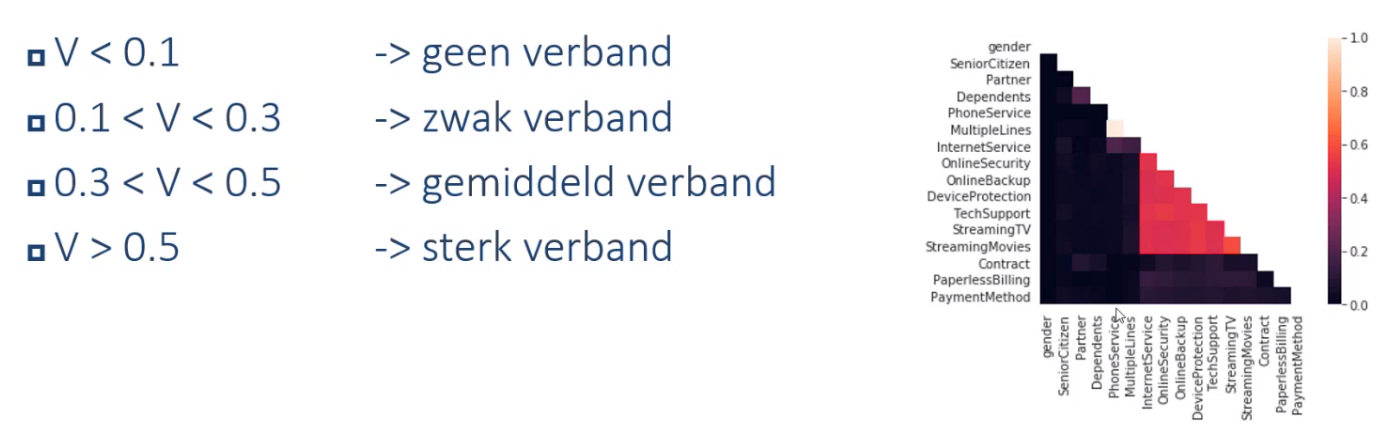 V < 0.1 -> geen verband
0.1 < V < 0.3 -> zwak verband
0.3 < V < 0.5 -> gemiddeld verband
V > 0.5 -> sterk verband
gender
SeniorCitizen
Partner
Dependents
PhoneService
MultipleLines
InternetService
OnlineSecurity
OnlineBackup
DeviceProtection
TechSupport
StreamingTV
StreamingMovies
Contract
PaperlessBilling
PaymentMethod
gender
SeniorCitizen
Partner
Dependents
PhoneService
MultipleLines
InternetService
OnlineSecurity
OnlineBackup
DeviceProtection
TechSupport
StreamingTV
StreamingMovies
Contract
PaperlessBilling
PaymentMethod
1.0
0.8
0.6
0.4
0.2
0.0